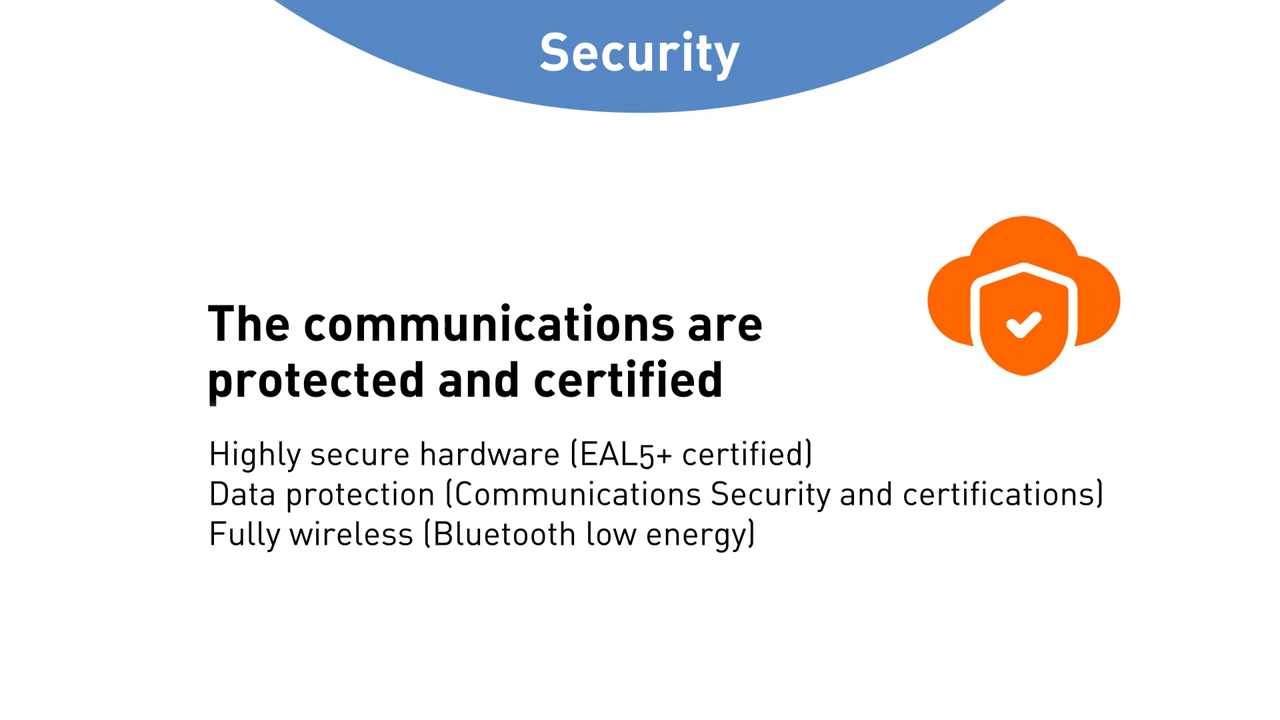 Security
The communications are
protected and certified
Highly secure hardware (EAL5+ certified)
Data protection (Communications Security and certifications)
Fully wireless (Bluetooth low energy)